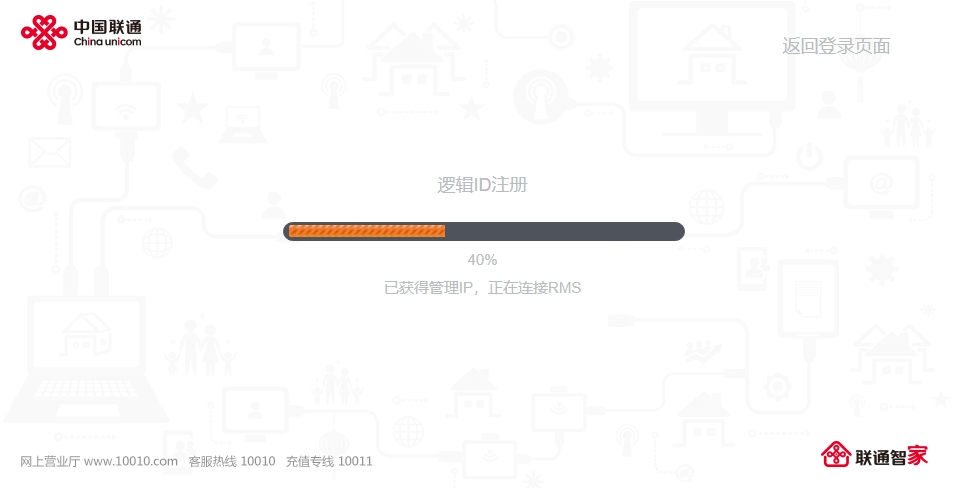 中国联通
China unicom
返回登录页面
逻辑ID注册
40%
已获得管理IP，正在连接RMS
网上营业厅 www.10010.com 客服热线 10010 充值专线 10011
联通智家